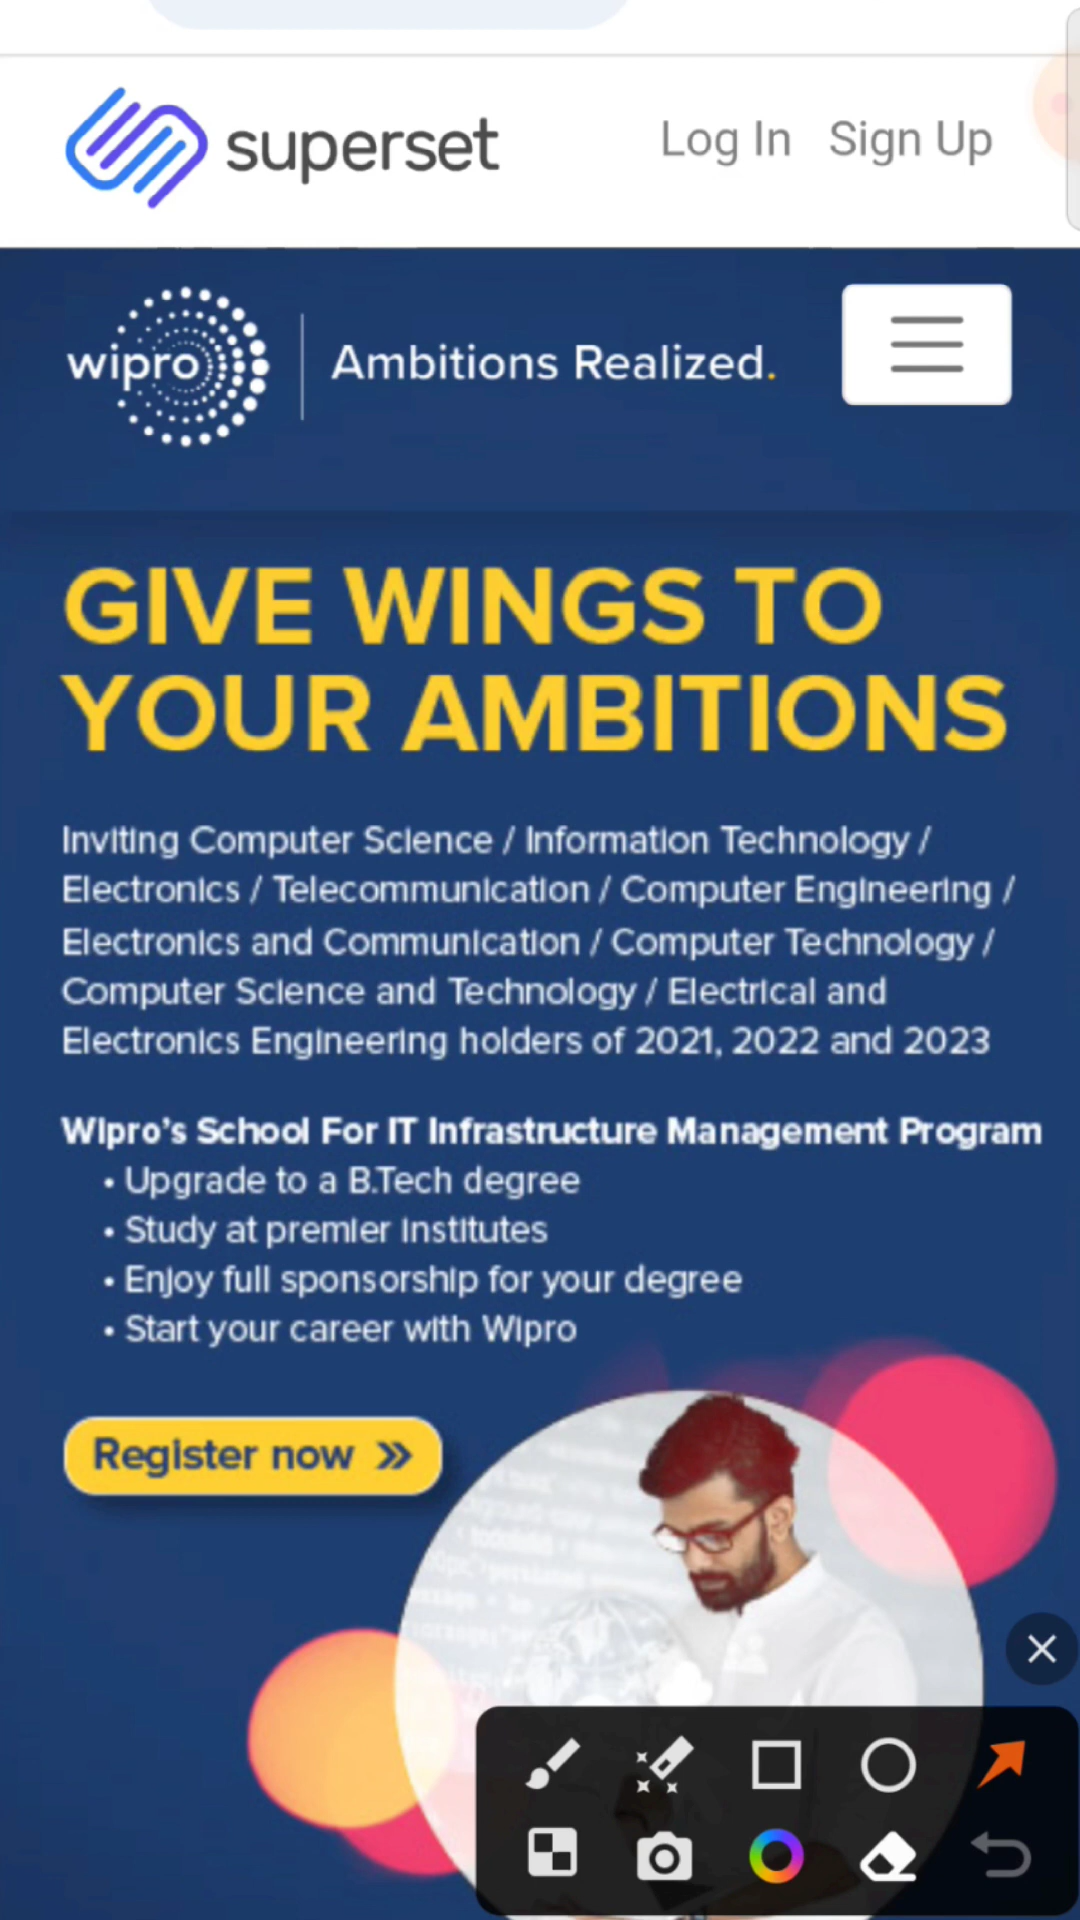 superset
Log In Sign Up
wipro
Ambitions Realized.
GIVE WINGS TO
YOUR AMBITIONS
Inviting Computer Science / Information Technology /
Electronics / Telecommunication / Computer Engineering /
Electronics and Communication / Computer Technology /
Computer Science and Technology / Electrical and
Electronics Engineering holders of 2021, 2022 and 2023
Wipro's School For IT Infrastructure Management Program
• Upgrade to a B.Tech degree
• Study at premier institutes
• Enjoy full sponsorship for your degree
• Start your career with Wipro
Register now »